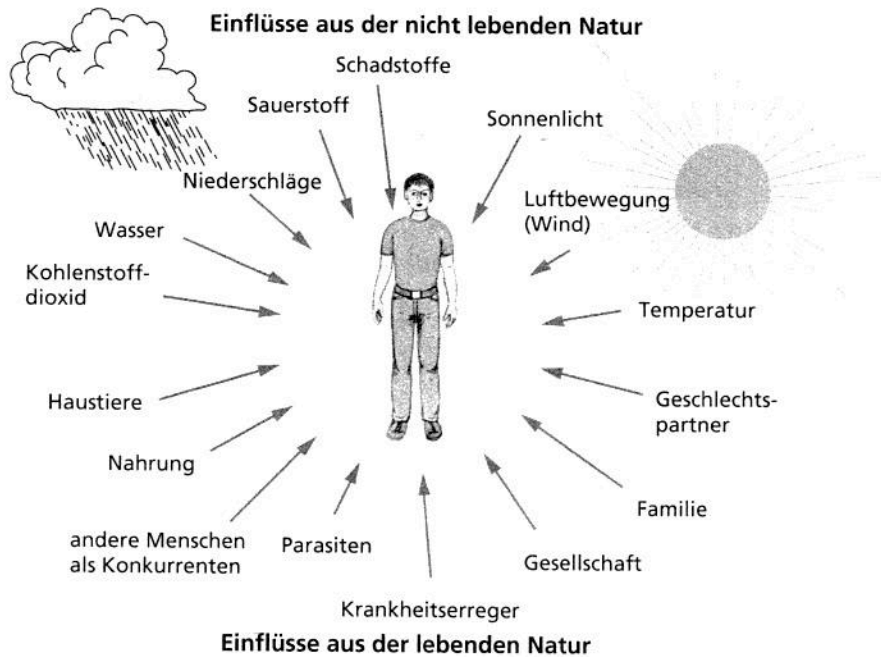 Einflüsse aus der nicht lebenden Natur
Schadstoffe
Sauerstoff
Sonnenlicht
Niederschläge
Luftbewegung
(Wind)
Wasser
Kohlenstoff-
dioxid
Temperatur
Haustiere
Geschlechts-
partner
Nahrung
Familie
andere Menschen
als Konkurrenten
Parasiten
Gesellschaft
Krankheitserreger
Einflüsse aus der lebenden Natur